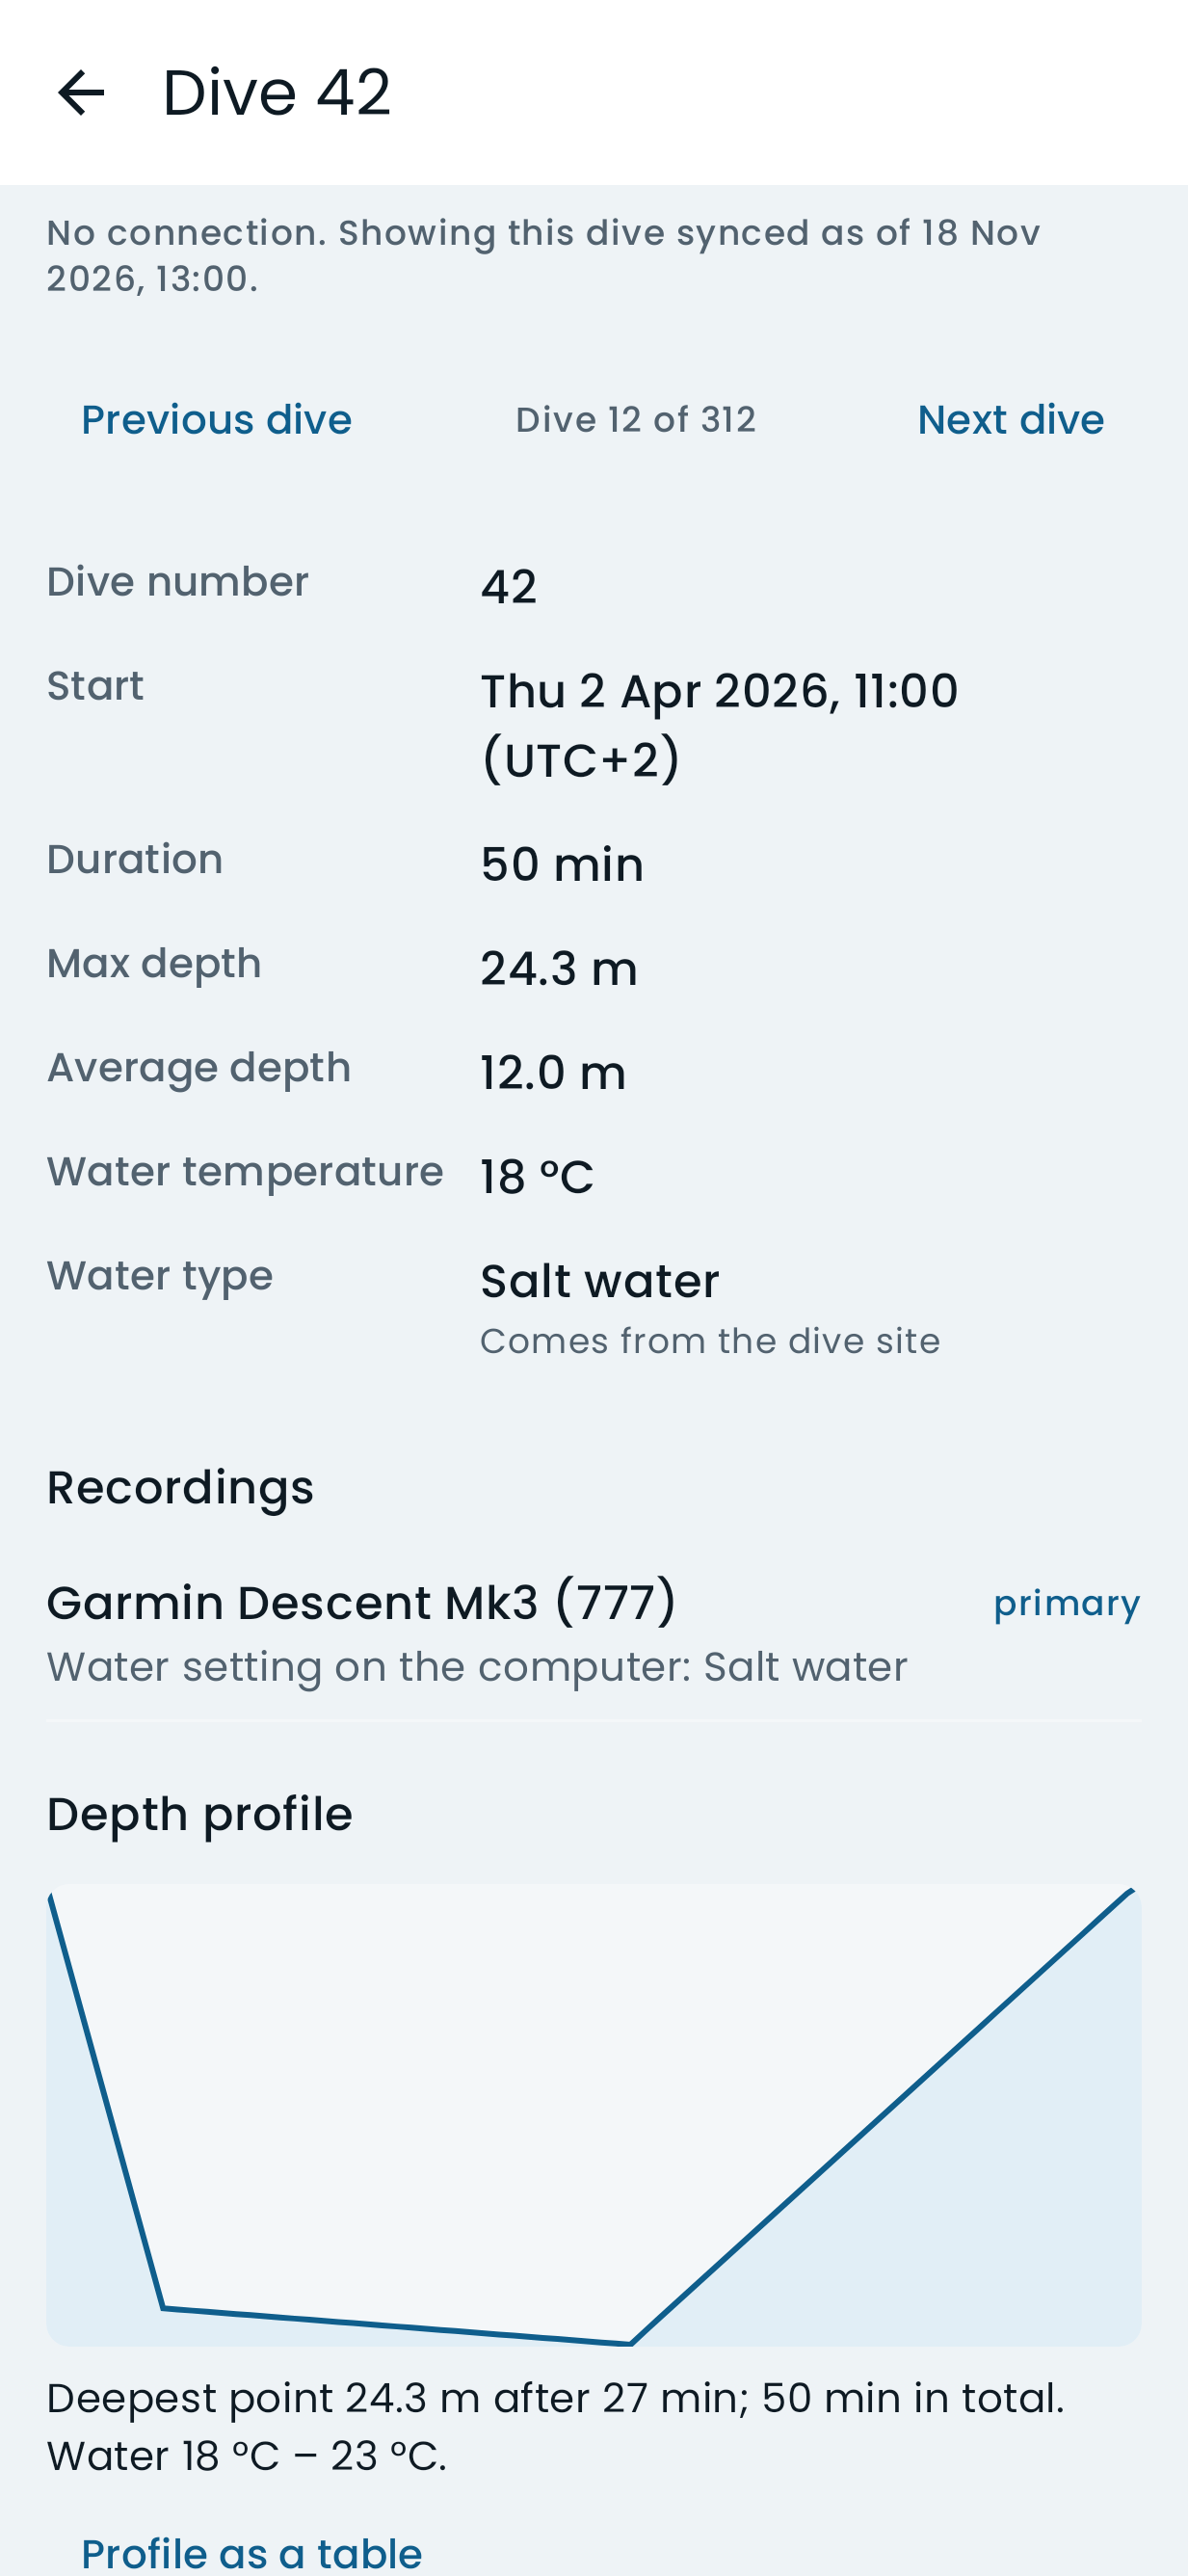 Dive 42
No connection. Showing this dive synced as of 18 Nov
2026, 13:00.
Previous dive
Dive 12 of 312
Next dive
Dive number
42
Start
Thu 2 Apr 2026, 11:00
(UTC+2)
Duration
50 min
Max depth
24.3 m
Average depth
12.0 m
Water temperature
18 °C
Water type
Salt water
Comes from the dive site
Recordings
Garmin Descent Mk3 (777)
primary
Water setting on the computer: Salt water
Depth profile
Deepest point 24.3 m after 27 min; 50 min in total.
Water 18 °C – 23 °C.
Profile as a table